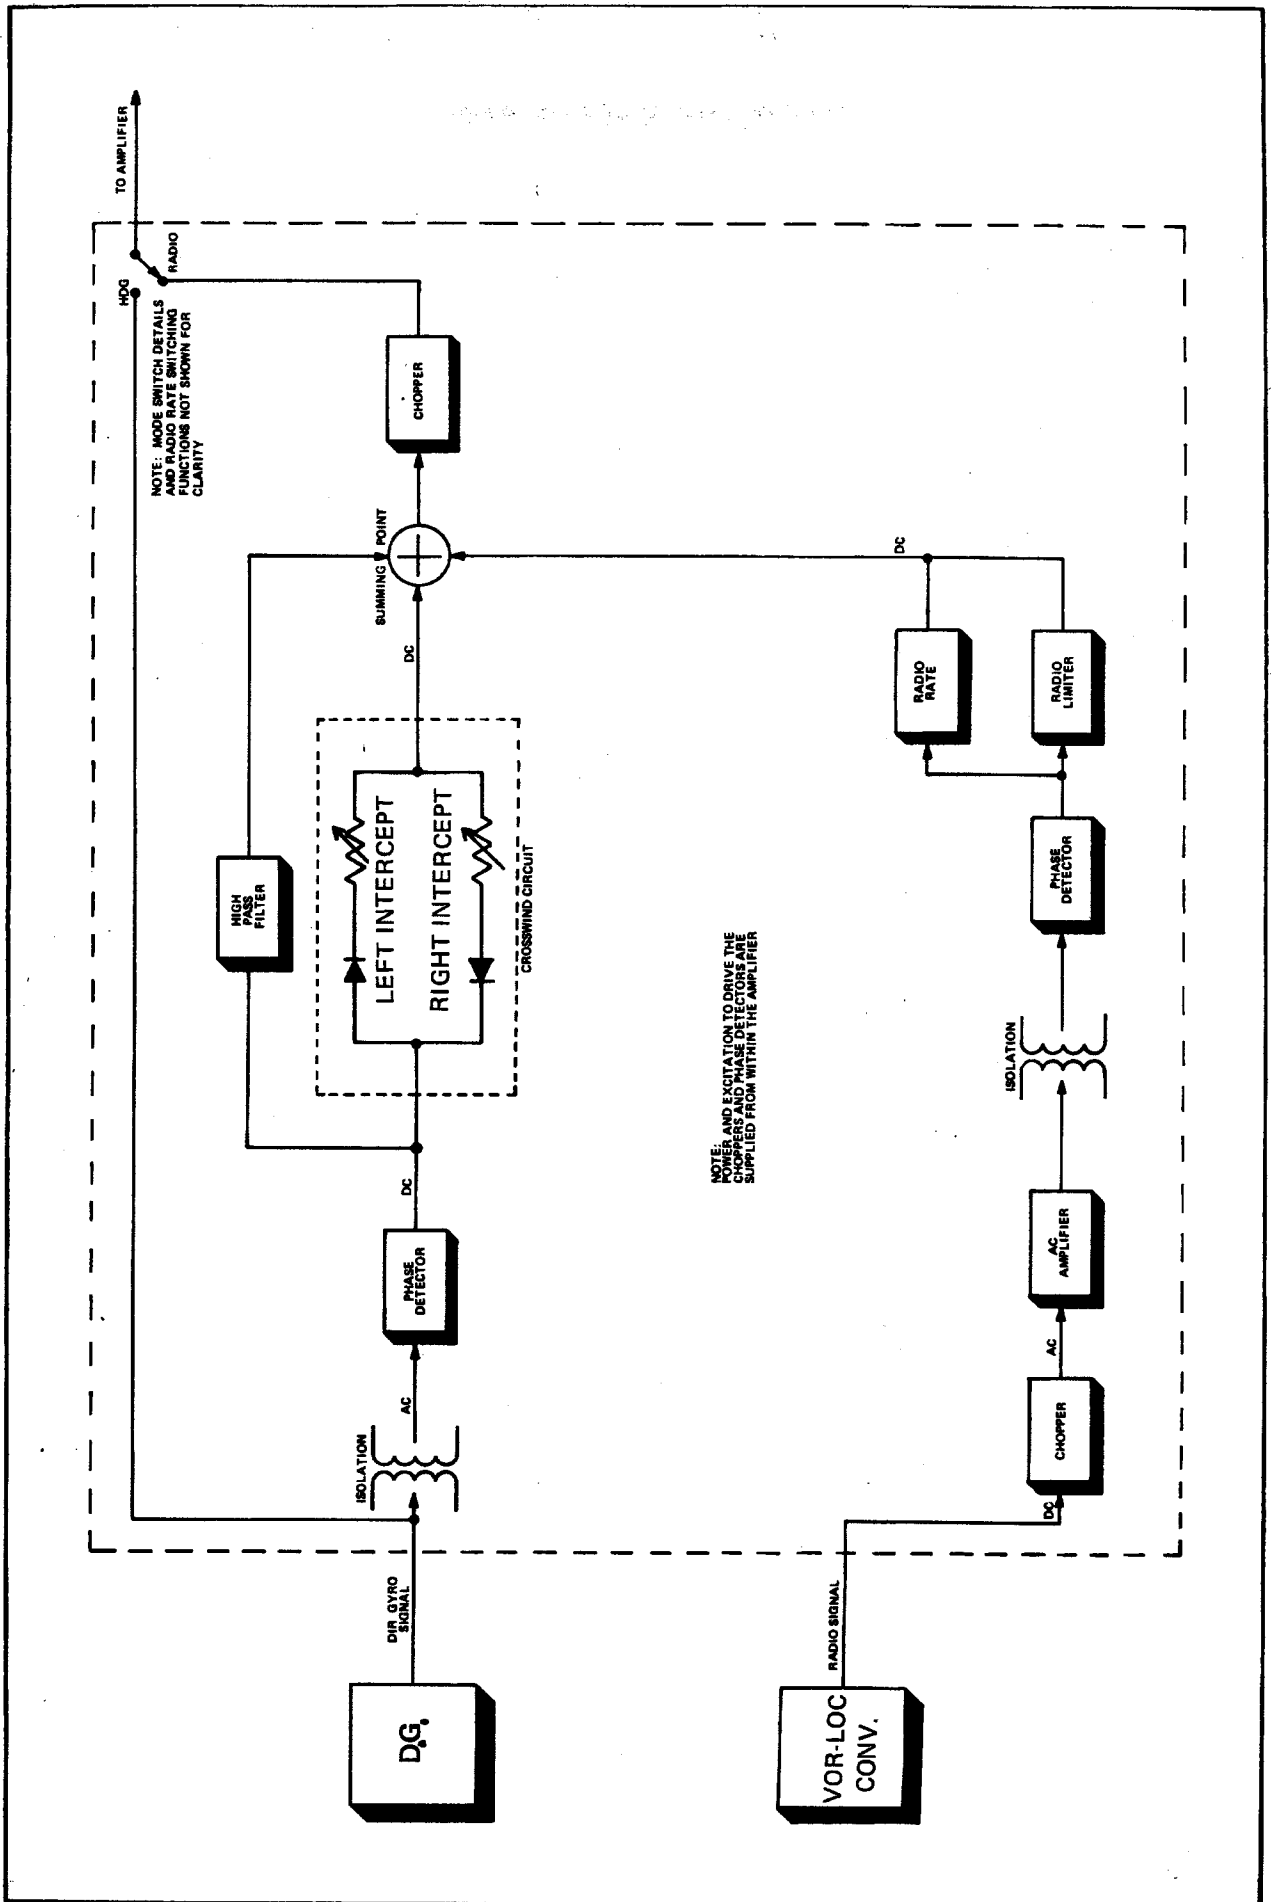 TO AMPLIFIER
HDG
RADIO
NOTE: MODE SWITCH DETAILS
AND RADIO RATE SWITCHING
FUNCTIONS NOT SHOWN FOR
CLARITY
HIGH
PASS
FILTER
D.G.
DIR GYRO
SIGNAL
ISOLATION
AC
PHASE
DETECTOR
DC
LEFT INTERCEPT
RIGHT INTERCEPT
CROSSWIND CIRCUIT
DC
SUMMING POINT
CHOPPER
NOTE:
POWER AND EXCITATION TO DRIVE THE
CHOPPERS AND PHASE DETECTORS ARE
SUPPLIED FROM WITHIN THE AMPLIFIER
VOR-LOC
CONV.
RADIO SIGNAL
DC
CHOPPER
AC
AC
AMPLIFIER
ISOLATION
PHASE
DETECTOR
RADIO
RATE
RADIO
LIMITER
DC